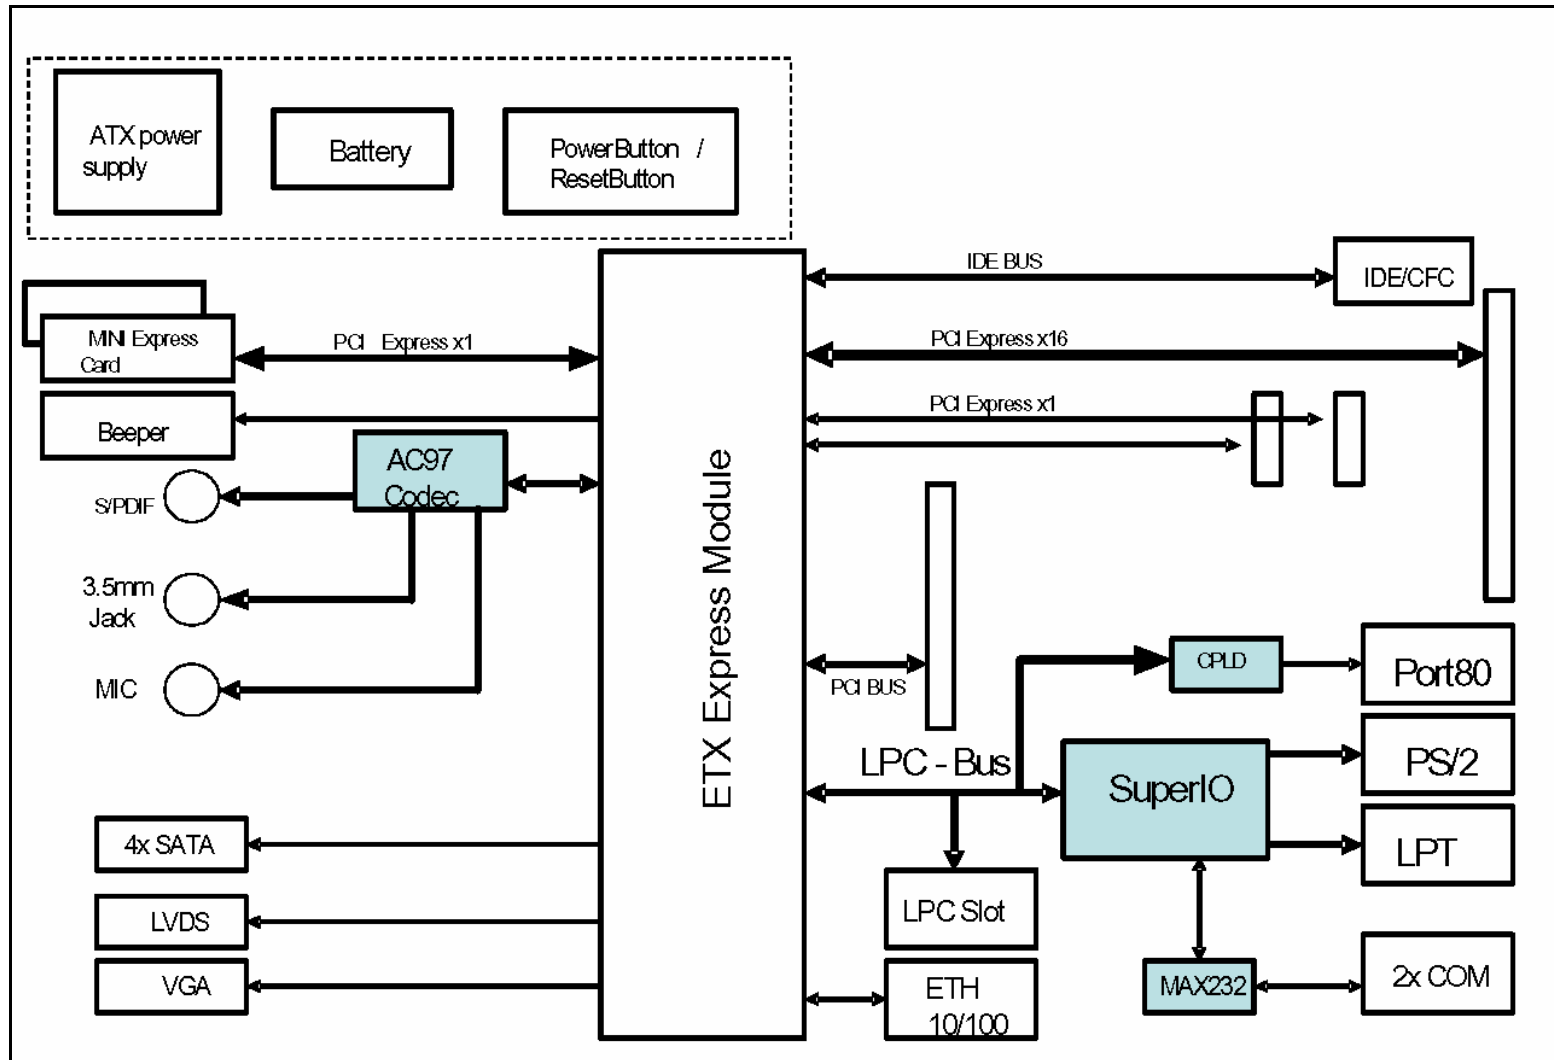 ATX power
supply
Battery
PowerButton /
ResetButton
IDE BUS
IDE/CFC
MINI Express
Card
PCI Express x1
PCI Express x16
PCI Express x1
Beeper
AC97
Codec
S/PDIF
3.5mm
Jack
MIC
ETX Express Module
PCI BUS
CPLD
Port80
LPC - Bus
SuperIO
PS/2
LPT
4x SATA
LVDS
VGA
LPC Slot
ETH
10/100
MAX232
2x COM